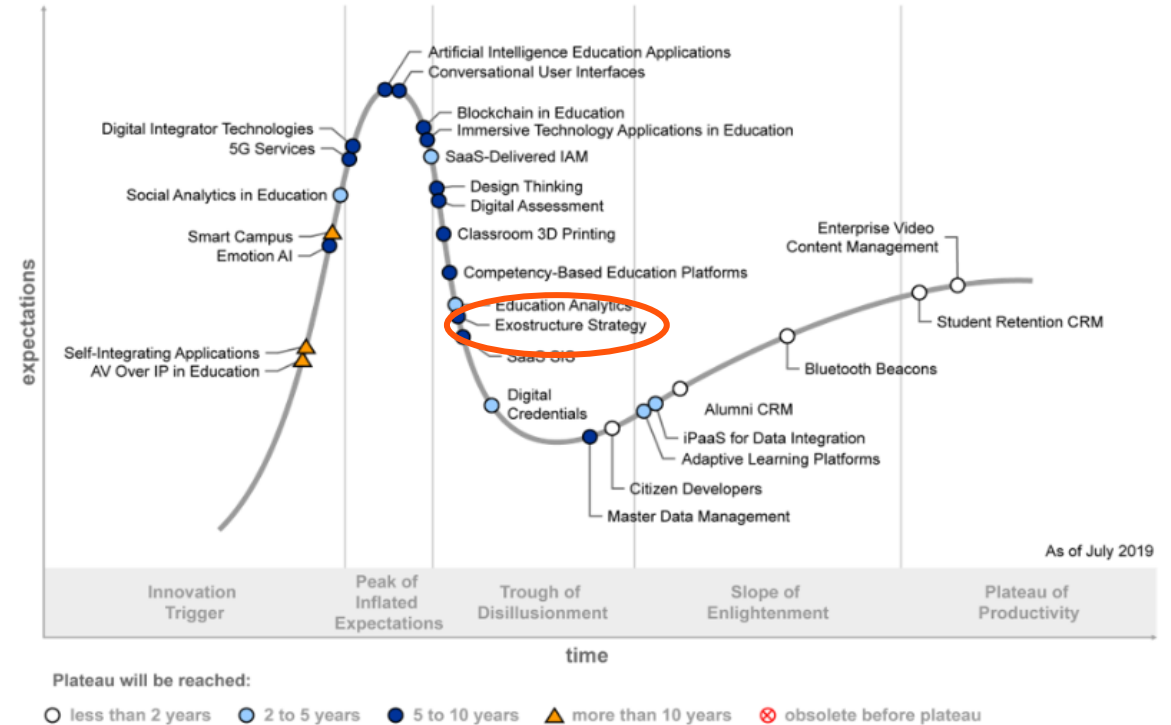 Artificial Intelligence Education Applications
Conversational User Interfaces
Blockchain in Education
Immersive Technology Applications in Education
Digital Integrator Technologies
5G Services
SaaS-Delivered IAM
Social Analytics in Education
Design Thinking
Digital Assessment
Smart Campus
Emotion AI
Classroom 3D Printing
Enterprise Video
Content Management
Competency-Based Education Platforms
Education Analytics
Exostructure Strategy
SaaS SIS
Student Retention CRM
Self-Integrating Applications
AV Over IP in Education
Bluetooth Beacons
Digital
Credentials
Alumni CRM
iPaaS for Data Integration
Adaptive Learning Platforms
Citizen Developers
Master Data Management
expectations
As of July 2019
Innovation
Trigger
Peak of
Inflated
Expectations
Trough of
Disillusionment
Slope of
Enlightenment
Plateau of
Productivity
time
Plateau will be reached:
less than 2 years
2 to 5 years
5 to 10 years
more than 10 years
obsolete before plateau